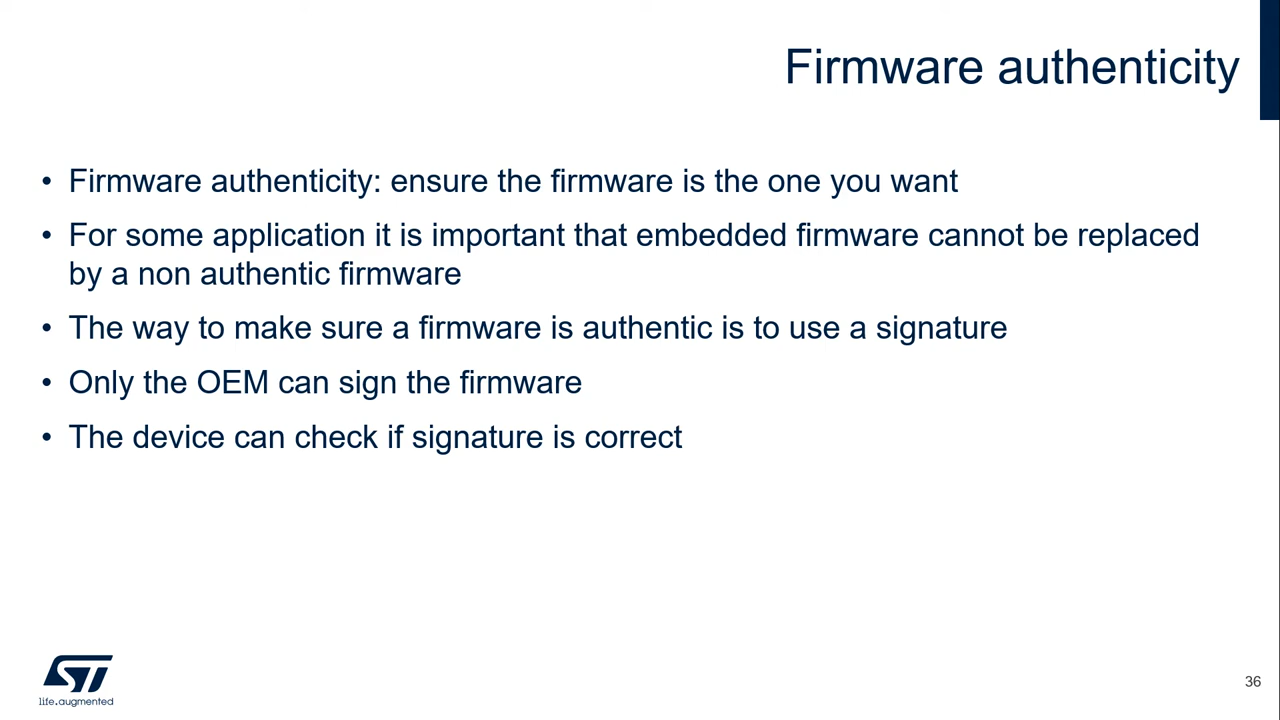 Firmware authenticity
• Firmware authenticity: ensure the firmware is the one you want
• For some application it is important that embedded firmware cannot be replaced
by a non authentic firmware
• The way to make sure a firmware is authentic is to use a signature
• Only the OEM can sign the firmware
• The device can check if signature is correct
ST
life.augmented
36